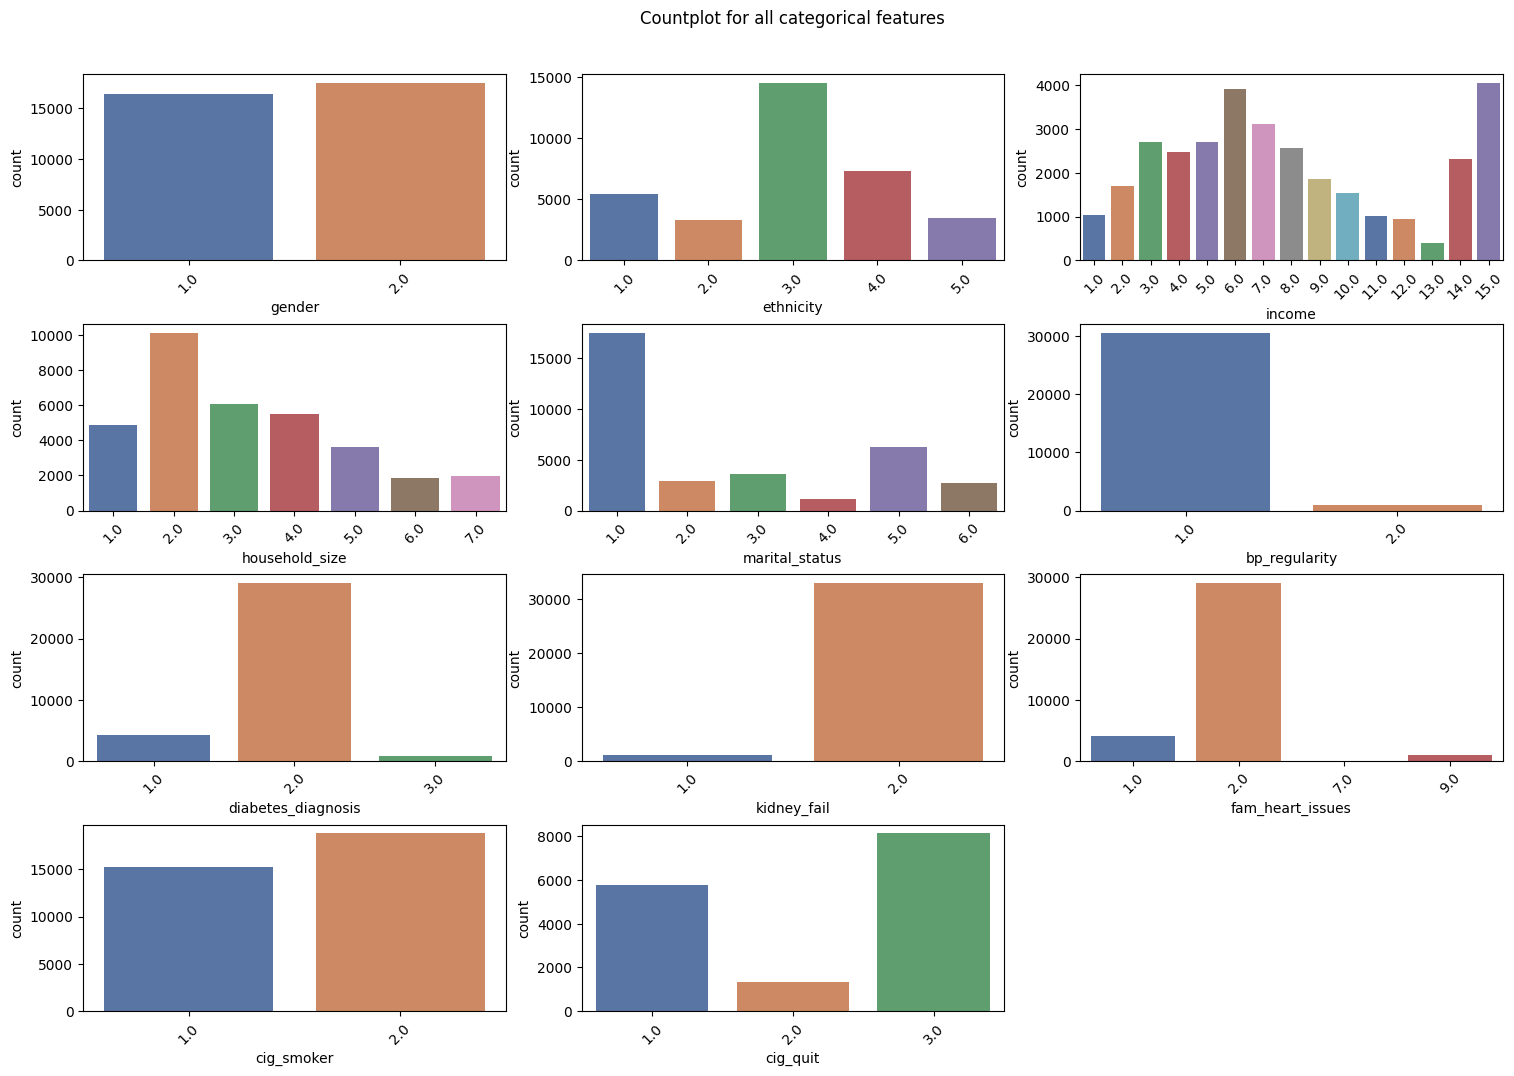 Countplot for all categorical features
15000
10000
5000
0
count
1.0 2.0
gender
15000
10000
5000
0
count
1.0 2.0 3.0 4.0 5.0
ethnicity
4000
3000
2000
1000
0
count
1.0 2.0 3.0 4.0 5.0 6.0 7.0 8.0 9.0 10.0 11.0 12.0 13.0 14.0 15.0
income
10000
8000
6000
4000
2000
0
count
1.0 2.0 3.0 4.0 5.0 6.0 7.0
household_size
15000
10000
5000
0
count
1.0 2.0 3.0 4.0 5.0 6.0
marital_status
30000
20000
10000
0
count
1.0 2.0
bp_regularity
30000
20000
10000
0
count
1.0 2.0 3.0
diabetes_diagnosis
30000
20000
10000
0
count
1.0 2.0
kidney_fail
30000
20000
10000
0
count
1.0 2.0 7.0 9.0
fam_heart_issues
15000
10000
5000
0
count
1.0 2.0
cig_smoker
8000
6000
4000
2000
0
count
1.0 2.0 3.0
cig_quit